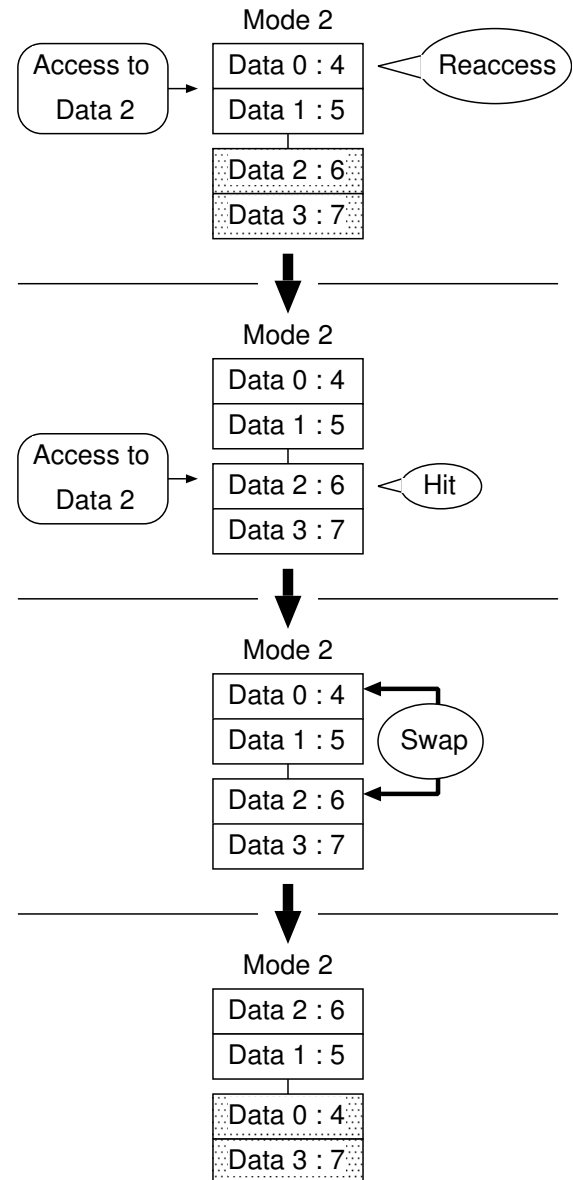 Mode 2
Access to
Data 2
Data 0 : 4
Data 1 : 5
Data 2 : 6
Data 3 : 7
Reaccess
Mode 2
Data 0 : 4
Data 1 : 5
Access to
Data 2
Data 2 : 6
Data 3 : 7
Hit
Mode 2
Data 0 : 4
Data 1 : 5
Swap
Data 2 : 6
Data 3 : 7
Mode 2
Data 2 : 6
Data 1 : 5
Data 0 : 4
Data 3 : 7